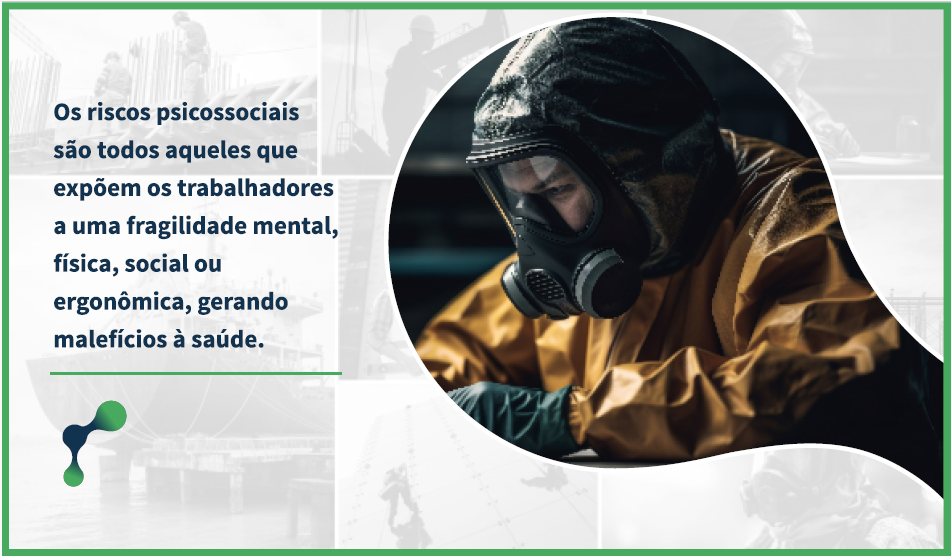 Os riscos psicossociais
são todos aqueles que
expõem os trabalhadores
a uma fragilidade mental,
física, social ou
ergonômica, gerando
malefícios à saúde.